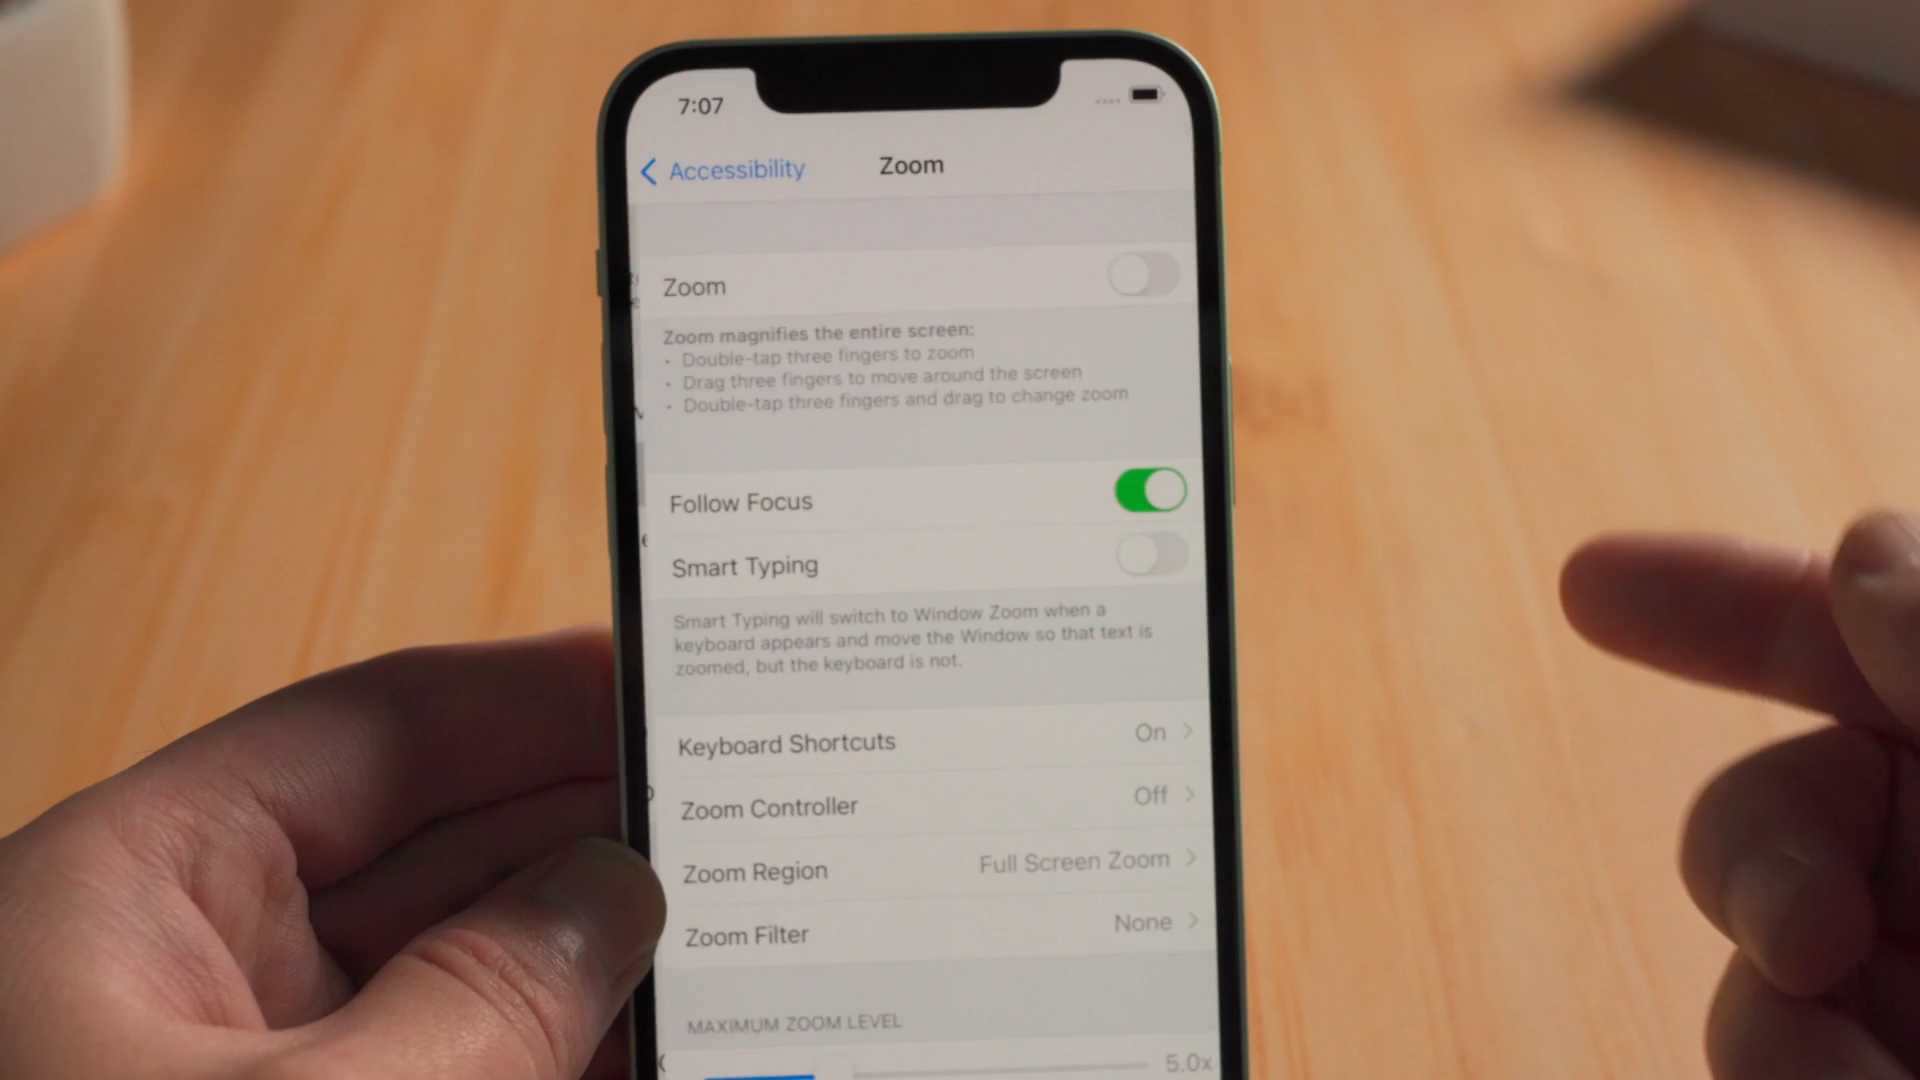 7:07
Accessibility
Zoom
Zoom
Zoom magnifies the entire screen:
• Double-tap three fingers to zoom
• Drag three fingers to move around the screen
• Double-tap three fingers and drag to change zoom
Follow Focus
Smart Typing
Smart Typing will switch to Window Zoom when a
keyboard appears and move the Window so that text is
zoomed, but the keyboard is not.
Keyboard Shortcuts On
Zoom Controller Off
Zoom Region Full Screen Zoom
Zoom Filter None
MAXIMUM ZOOM LEVEL
5.0x